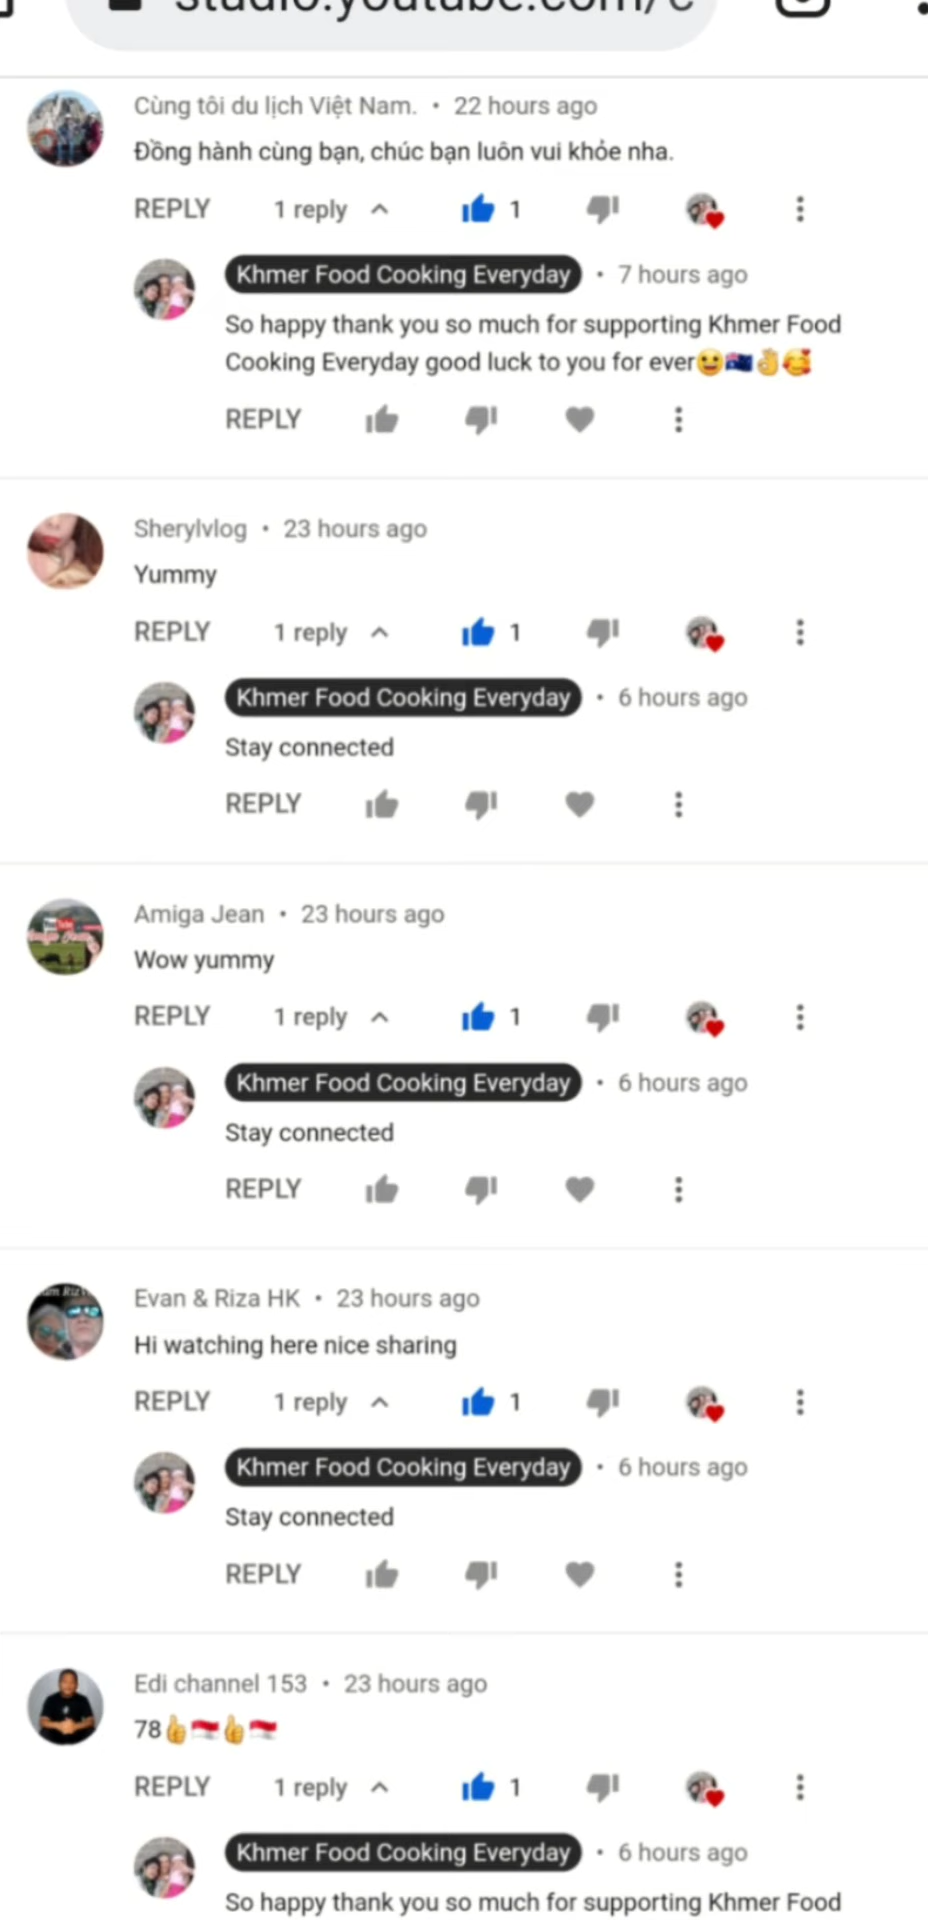 Cùng tôi du lịch Việt Nam. • 22 hours ago
Đồng hành cùng bạn, chúc bạn luôn vui khỏe nha.
REPLY 1 reply 1
Khmer Food Cooking Everyday • 7 hours ago
So happy thank you so much for supporting Khmer Food
Cooking Everyday good luck to you for ever😀🇦🇺👌🥰
REPLY
Sherylvlog • 23 hours ago
Yummy
REPLY 1 reply 1
Khmer Food Cooking Everyday • 6 hours ago
Stay connected
REPLY
Amiga Jean • 23 hours ago
Wow yummy
REPLY 1 reply 1
Khmer Food Cooking Everyday • 6 hours ago
Stay connected
REPLY
Evan & Riza HK • 23 hours ago
Hi watching here nice sharing
REPLY 1 reply 1
Khmer Food Cooking Everyday • 6 hours ago
Stay connected
REPLY
Edi channel 153 • 23 hours ago
78👍🇮🇩👍🇮🇩
REPLY 1 reply 1
Khmer Food Cooking Everyday • 6 hours ago
So happy thank you so much for supporting Khmer Food